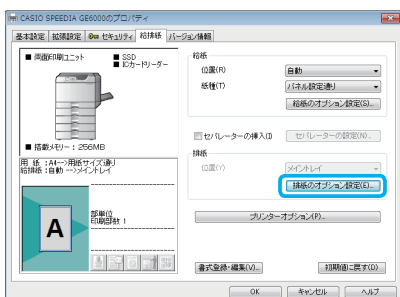 CASIO SPEEDIA GE6000のプロパティ
基本設定 拡張設定 セキュリティ 給排紙 バージョン情報
■ 両面印刷ユニット ■ SSD
■ ICカードリーダー
■ 搭載メモリー：256MB
用 紙：A4-->用紙サイズ通り
給排紙：自動 -->メイントレイ
A
部単位
印刷部数 1
給紙
位置(R) 自動
紙種(T) パネル設定通り
給紙のオプション設定(S)...
セパレーターの挿入(I) セパレーターの設定(N)...
排紙
位置(Y) メイントレイ
排紙のオプション設定(E)...
プリンターオプション(P)...
書式登録・編集(V)... 初期値に戻す(O)
OK キャンセル ヘルプ